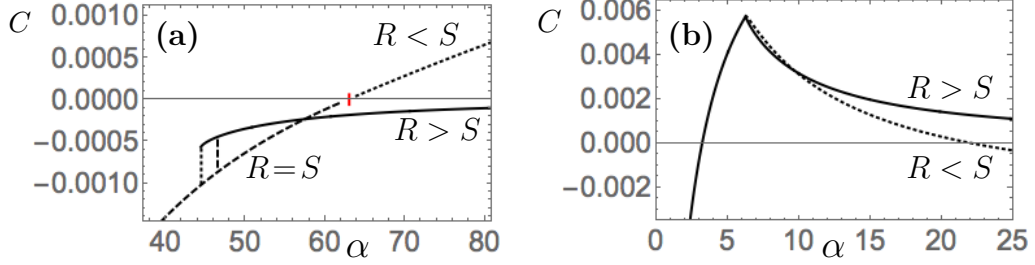 C
0.0010
0.0005
0.0000
−0.0005
−0.0010
(a)
R < S
R > S
R=S
40 50 60 70 80
α
C
0.006
0.004
0.002
0.000
−0.002
(b)
R > S
R < S
0 5 10 15 20 25
α